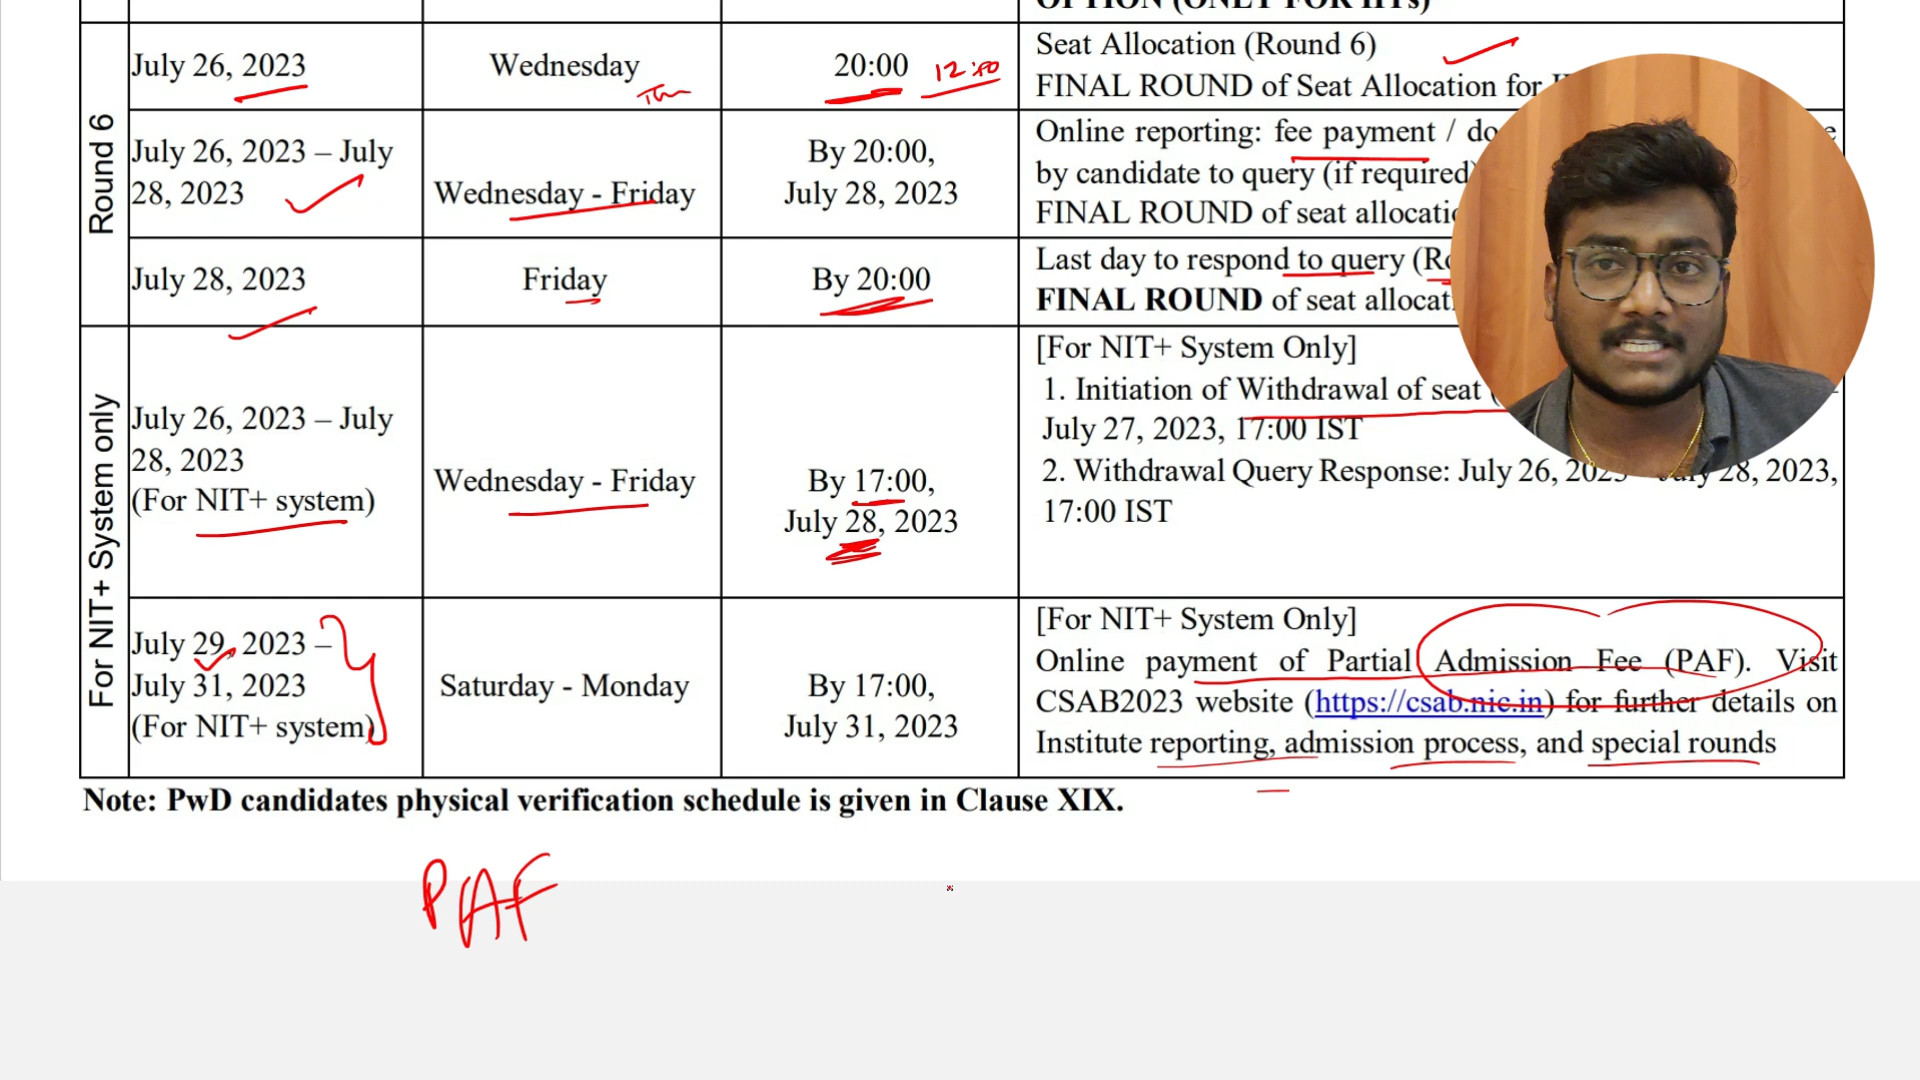 OPTION (ONLY FOR IITs)
Round 6
July 26, 2023
Wednesday
20:00
12:00
Seat Allocation (Round 6)
FINAL ROUND of Seat Allocation for
July 26, 2023 – July
28, 2023
Wednesday - Friday
By 20:00,
July 28, 2023
Online reporting: fee payment /
by candidate to query (if required)
FINAL ROUND of seat
July 28, 2023
Friday
By 20:00
Last day to respond to query
FINAL ROUND of seat
For NIT+ System only
July 26, 2023 – July
28, 2023
(For NIT+ system)
Wednesday - Friday
By 17:00,
July 28, 2023
[For NIT+ System Only]
1. Initiation of Withdrawal of seat
July 27, 2023, 17:00 IST
2. Withdrawal Query Response: July 26, 2023 – July 28, 2023,
17:00 IST
July 29, 2023 –
July 31, 2023
(For NIT+ system)
Saturday - Monday
By 17:00,
July 31, 2023
[For NIT+ System Only]
Online payment of Partial Admission Fee (PAF). Visit
CSAB2023 website (https://csab.nic.in) for further details on
Institute reporting, admission process, and special rounds
Note: PwD candidates physical verification schedule is given in Clause XIX.
PAF